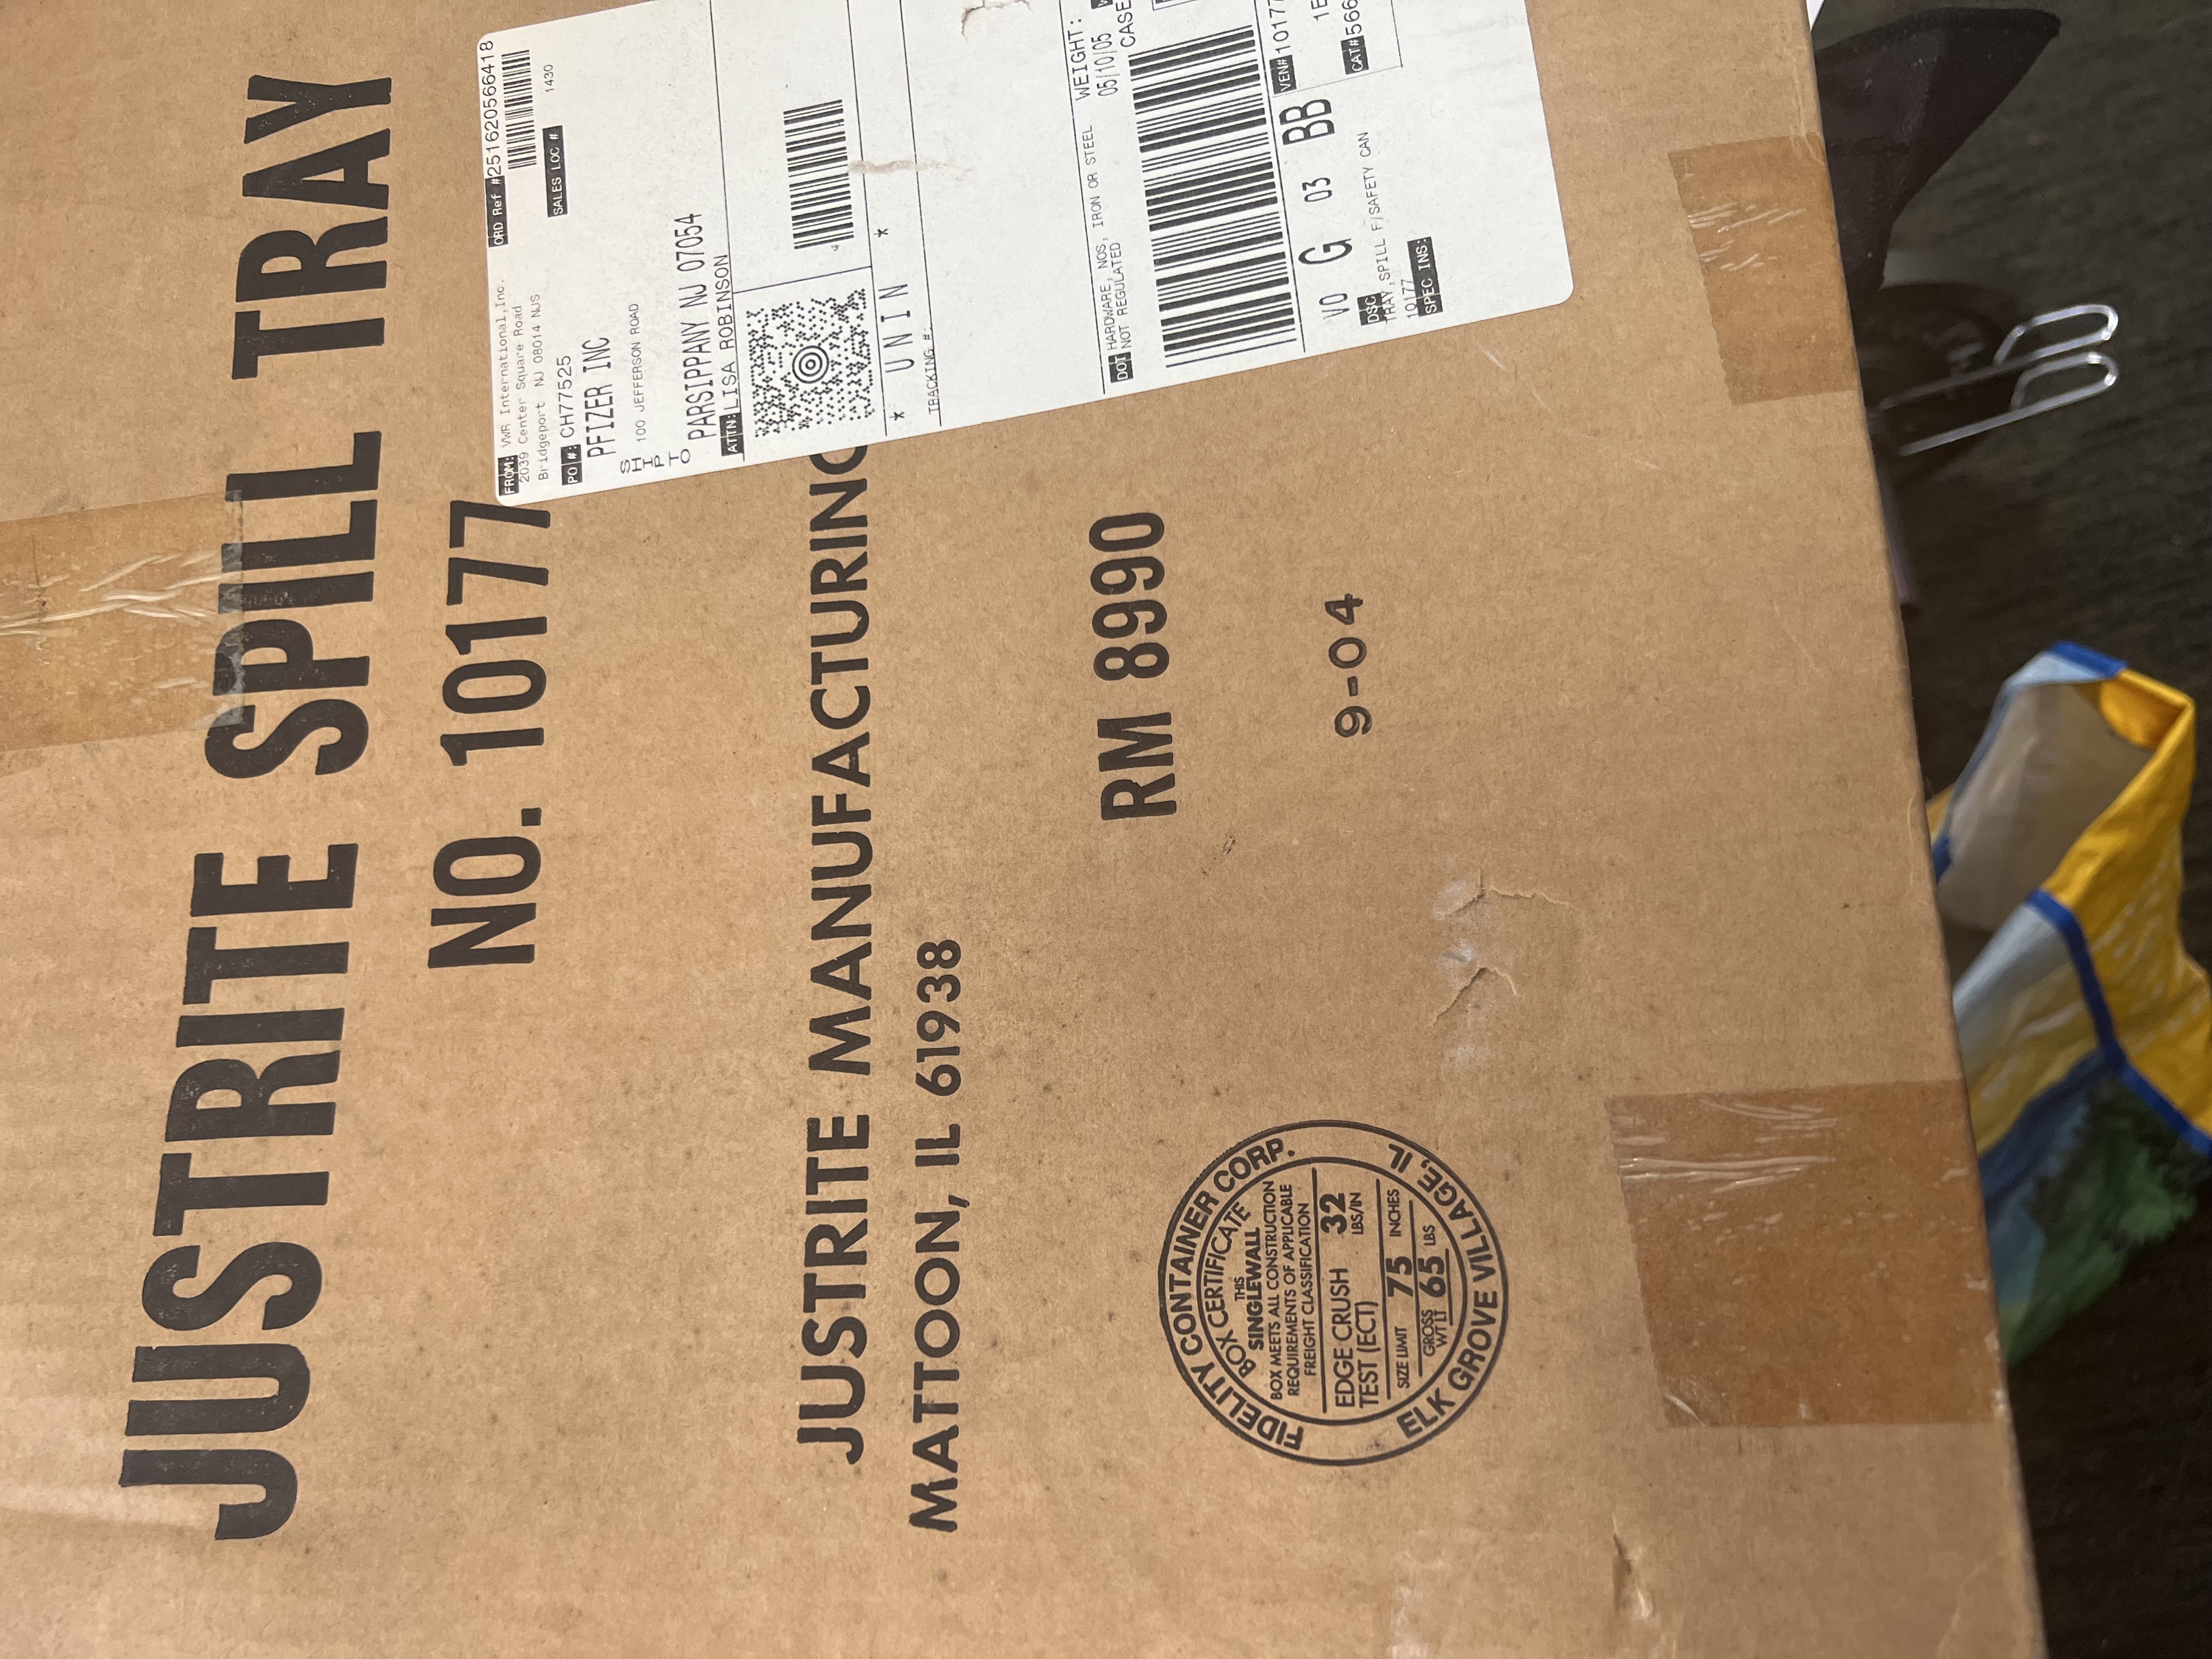 JUSTRITE SPILL TRAY
NO. 10177
JUSTRITE MANUFACTURING
MATTOON, IL 61938
RM 8990
9-04
FIDELITY CONTAINER CORP.
BOX CERTIFICATE
THIS
SINGLEWALL
BOX MEETS ALL CONSTRUCTION
REQUIREMENTS OF APPLICABLE
FREIGHT CLASSIFICATION
EDGE CRUSH TEST (ECT) 32 LBS/IN
SIZE LIMIT 75 INCHES
GROSS WT LT 65 LBS
ELK GROVE VILLAGE, IL
FROM: VWR International, Inc.
2039 Center Square Road
Bridgeport NJ 08014 NJS
ORD Ref #251620566418
SALES LOC # 1430
PO #: CH77525
SHIP TO
PFIZER INC
100 JEFFERSON ROAD
PARSIPPANY NJ 07054
ATTN: LISA ROBINSON
* UNIN *
TRACKING #:
WEIGHT:
05/10/05
CASE
DOT HARDWARE, NOS, IRON OR STEEL
NOT REGULATED
VO G 03 BB
VEN# 10177
CAT# 566
DSC
TRAY,SPILL F/SAFETY CAN
10177
SPEC INS: